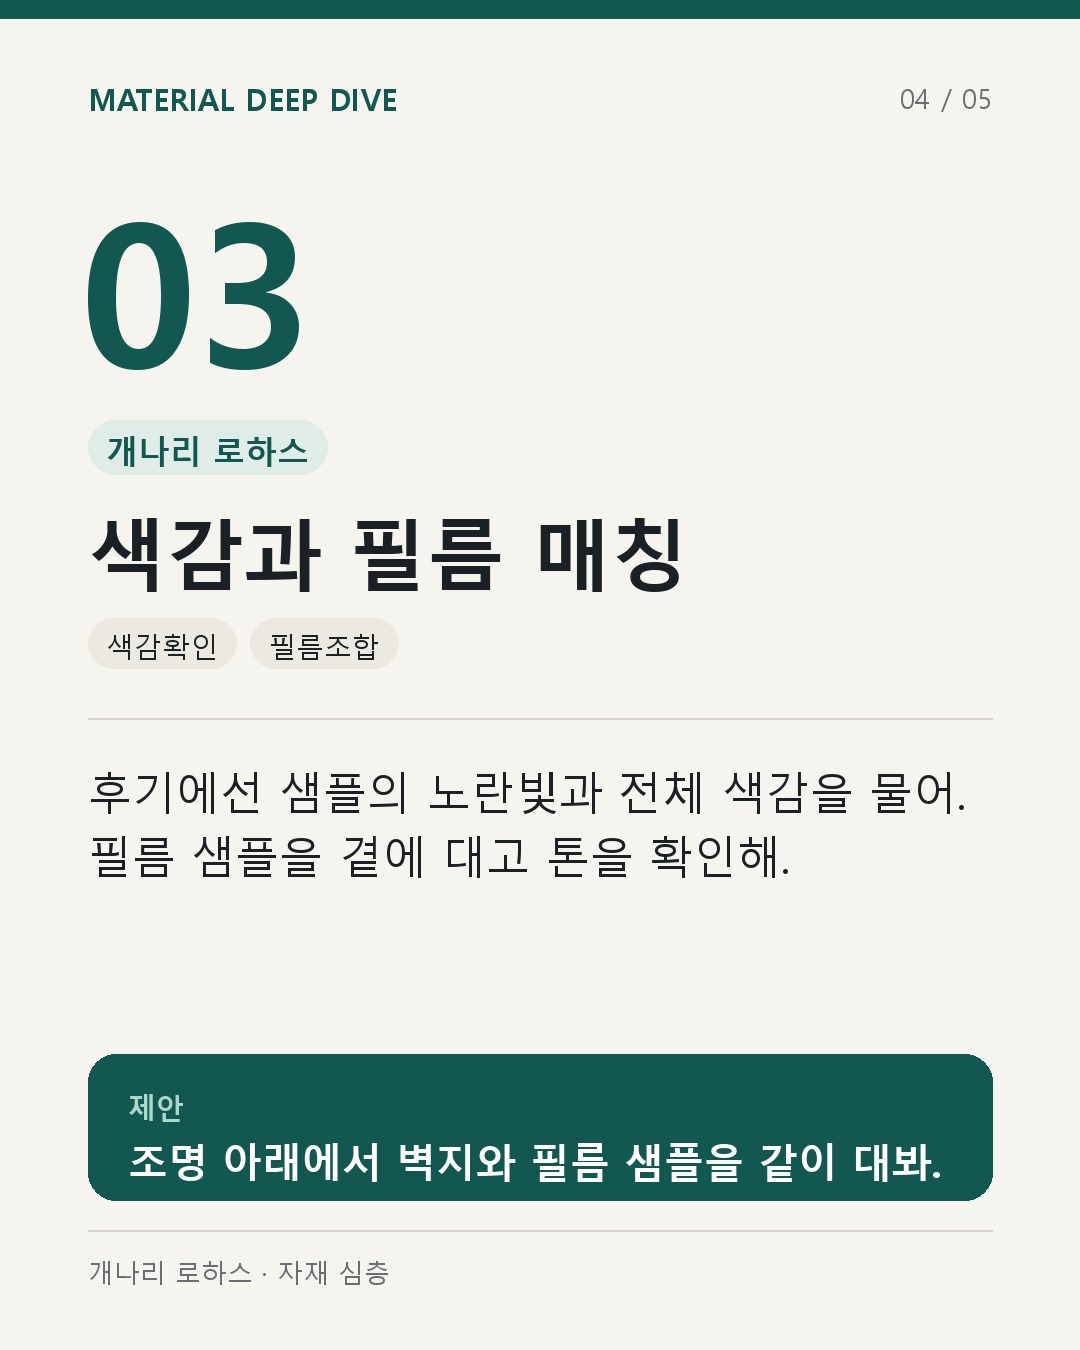 MATERIAL DEEP DIVE
04 / 05
03
개나리 로하스
색감과 필름 매칭
색감확인
필름조합
후기에선 샘플의 노란빛과 전체 색감을 물어.
필름 샘플을 곁에 대고 톤을 확인해.
제안
조명 아래에서 벽지와 필름 샘플을 같이 대봐.
개나리 로하스 · 자재 심층